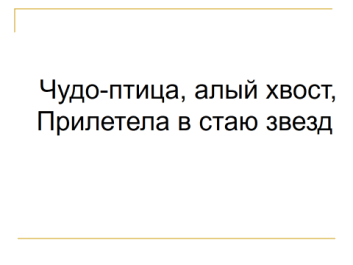 Чудо-птица, алый хвост,
Прилетела в стаю звезд